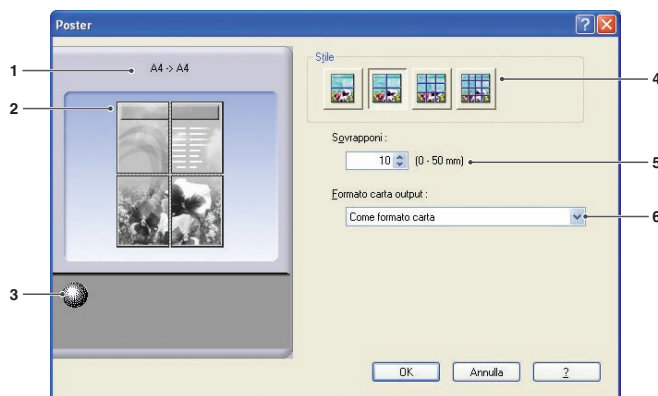 Poster
1
A4 -> A4
2
3
Stile
4
Sovrapponi :
10 (0 - 50 mm)
5
Formato carta output :
Come formato carta
6
OK Annulla ?